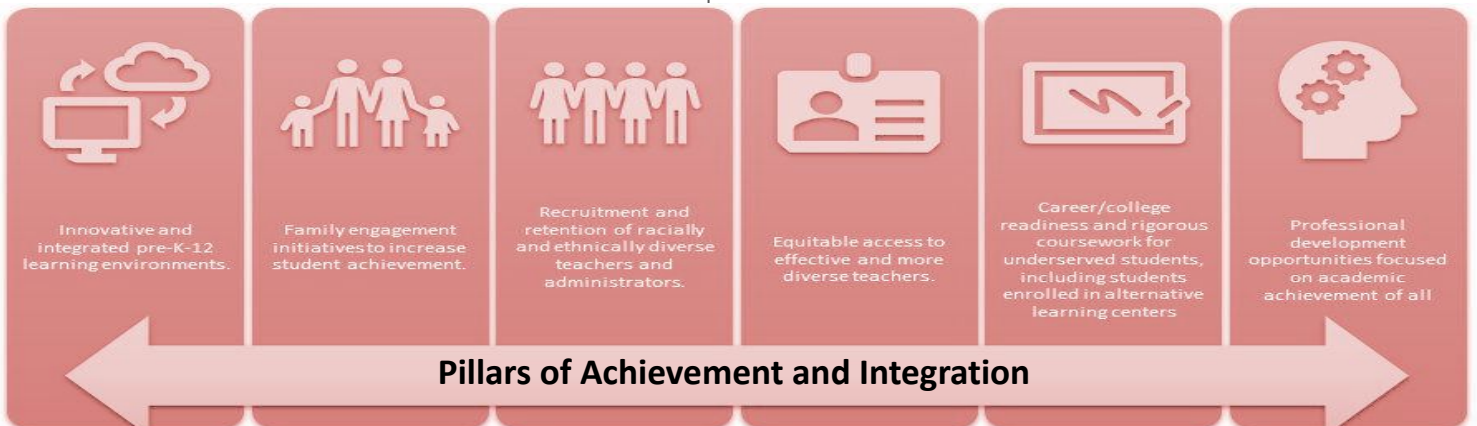 Innovative and
integrated pre-K-12
learning environments.
Family engagement
initiatives to increase
student achievement.
Recruitment and
retention of racially
and ethnically diverse
teachers and
administrators.
Equitable access to
effective and more
diverse teachers.
Career/college
readiness and rigorous
coursework for
underserved students,
including students
enrolled in alternative
learning centers
Professional
development
opportunities focused
on academic
achievement of all
Pillars of Achievement and Integration